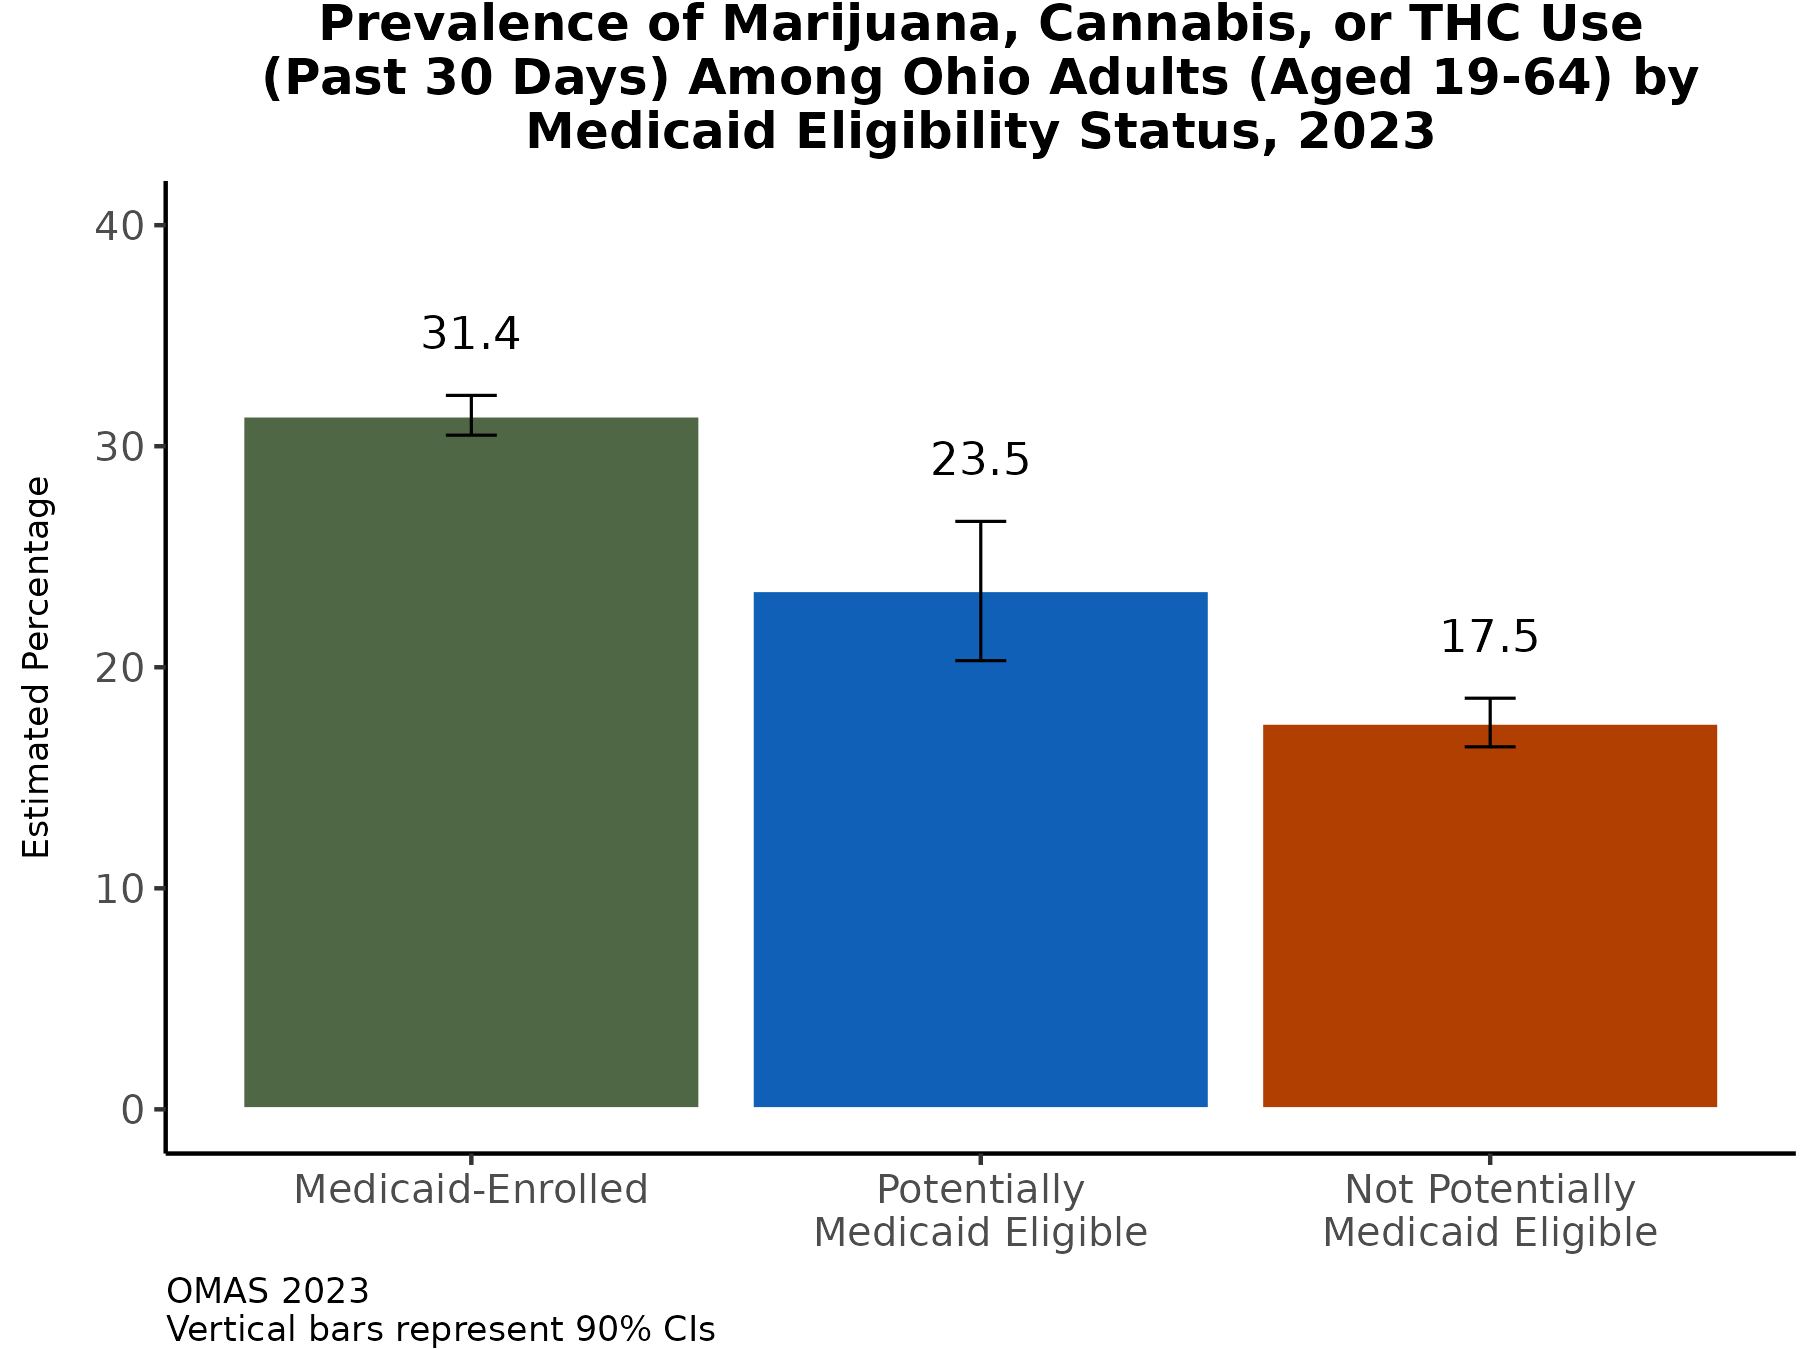 Prevalence of Marijuana, Cannabis, or THC Use
(Past 30 Days) Among Ohio Adults (Aged 19-64) by
Medicaid Eligibility Status, 2023
Estimated Percentage
40
30
20
10
0
31.4
23.5
17.5
Medicaid-Enrolled
Potentially
Medicaid Eligible
Not Potentially
Medicaid Eligible
OMAS 2023
Vertical bars represent 90% CIs